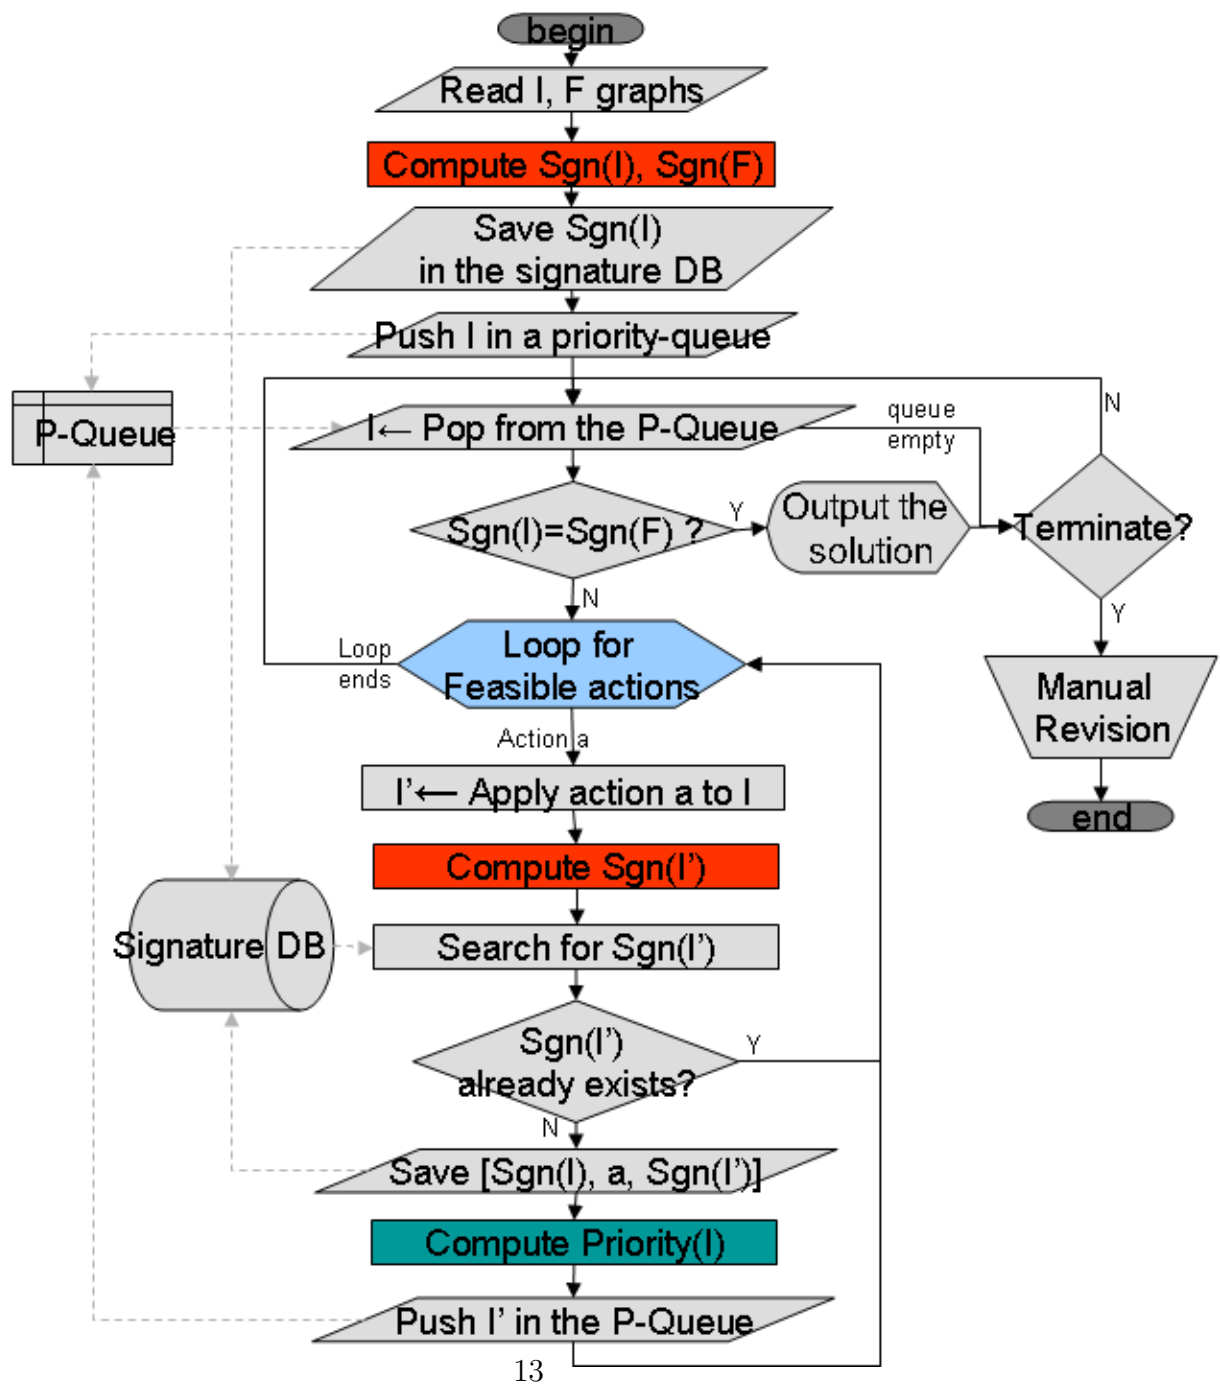 begin
Read I, F graphs
Compute Sgn(I), Sgn(F)
Save Sgn(I)
in the signature DB
Push I in a priority-queue
P-Queue
I← Pop from the P-Queue
queue
empty
N
Sgn(I)=Sgn(F) ?
Y
Output the
solution
Terminate?
N
Y
Loop
ends
Loop for
Feasible actions
Manual
Revision
Action a
I’← Apply action a to I
end
Compute Sgn(I’)
Signature DB
Search for Sgn(I’)
Sgn(I’)
already exists?
Y
N
Save [Sgn(I), a, Sgn(I’)]
Compute Priority(I)
Push I’ in the P-Queue
13